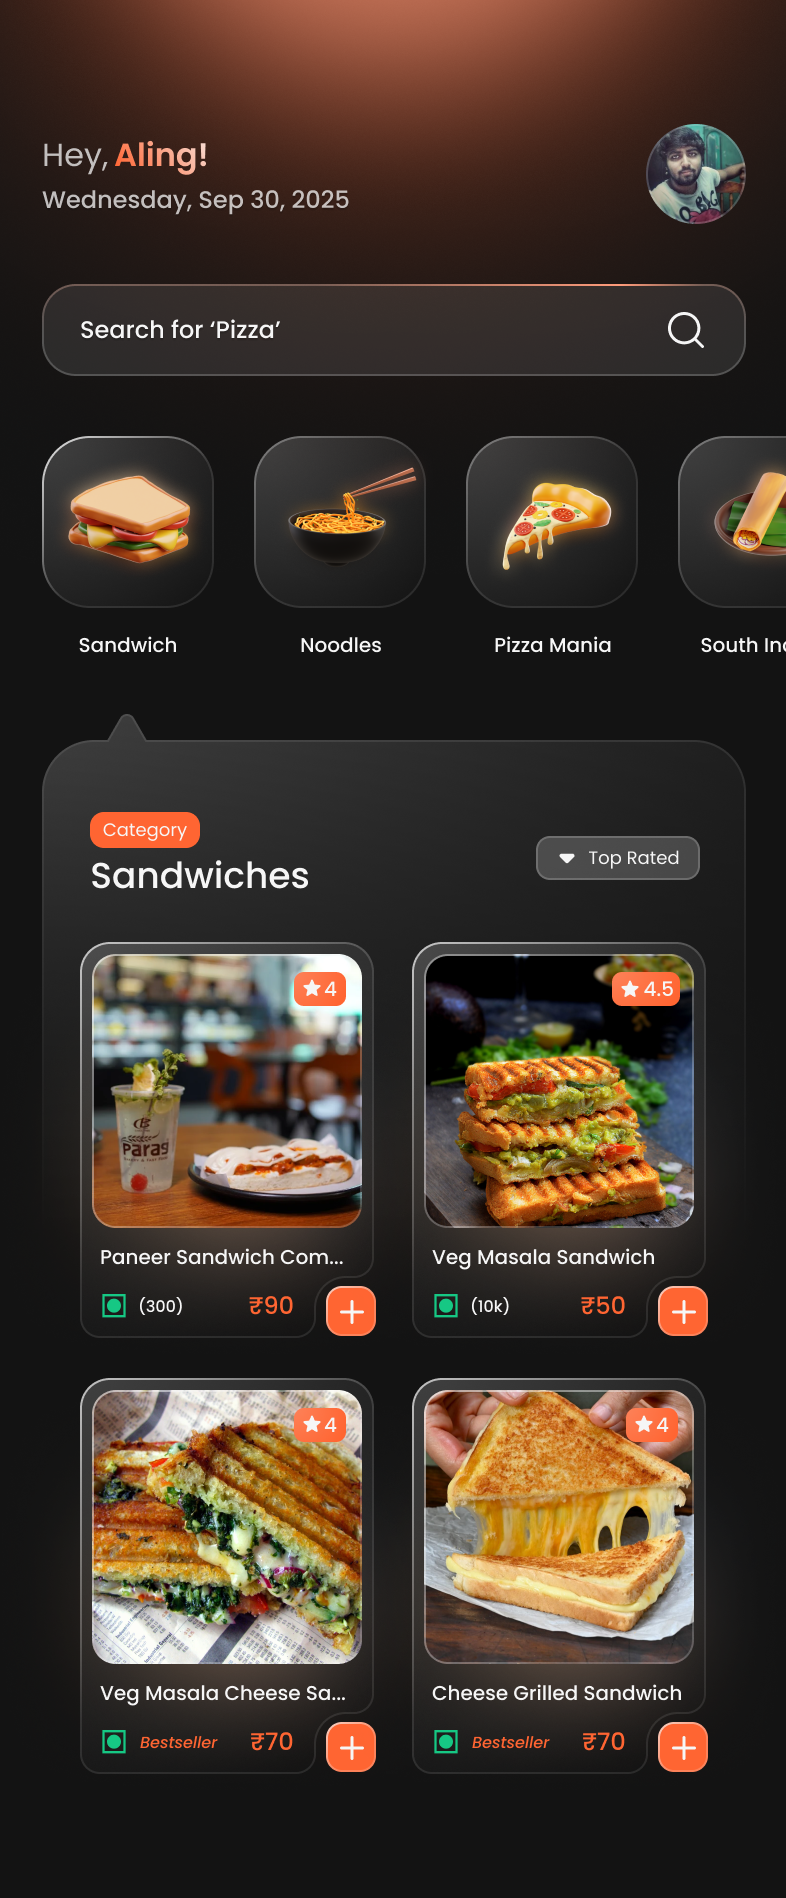 Hey, Aling!
Wednesday, Sep 30, 2025
Search for ‘Pizza’
Sandwich
Noodles
Pizza Mania
South Ind
Category
Sandwiches
Top Rated
4
4.5
Parag
Paneer Sandwich Com...
Veg Masala Sandwich
(300)
₹90
(10k)
₹50
4
4
Veg Masala Cheese Sa...
Cheese Grilled Sandwich
Bestseller
₹70
Bestseller
₹70